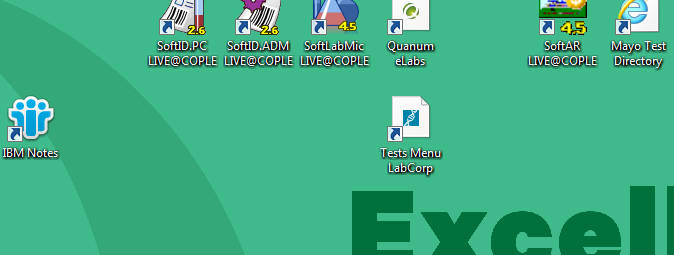 2.6
2.6
4.5
4.5
SoftID.PC
LIVE@COPLE
SoftID.ADM
LIVE@COPLE
SoftLabMic
LIVE@COPLE
Quanum
eLabs
SoftAR
LIVE@COPLE
Mayo Test
Directory
IBM Notes
Tests Menu
LabCorp
Excell